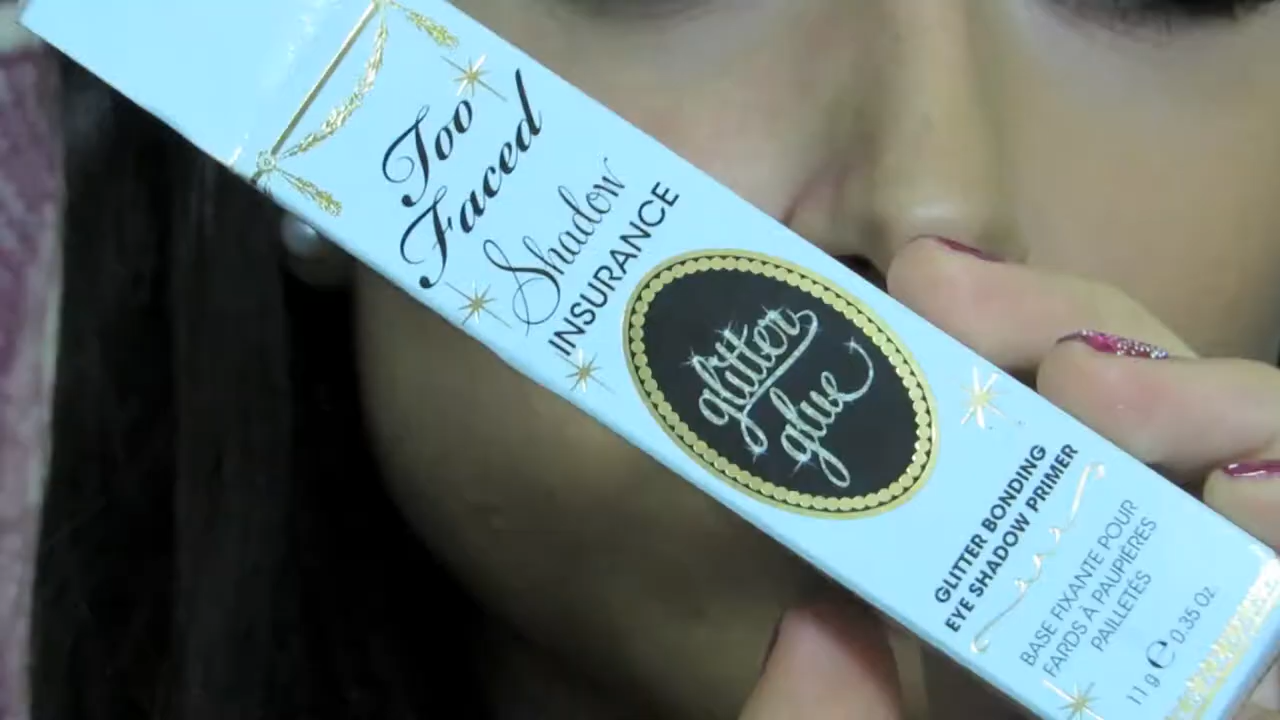 Too
Faced
Shadow
INSURANCE
glitter
glue
GLITTER BONDING
EYE SHADOW PRIMER
BASE FIXANTE POUR
FARDS À PAUPIÈRES
PAILLETÉS
11 g ℮ 0.35 Oz.